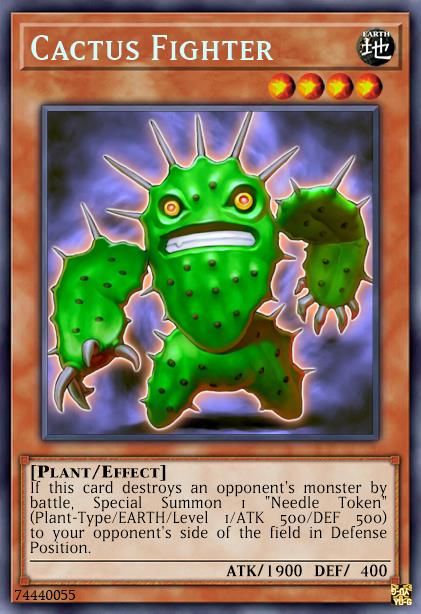 Cactus Fighter
EARTH
地
[Plant/Effect]
If this card destroys an opponent's monster by
battle, Special Summon 1 "Needle Token"
(Plant-Type/EARTH/Level 1/ATK 500/DEF 500)
to your opponent's side of the field in Defense
Position.
ATK/1900 DEF/ 400
74440055